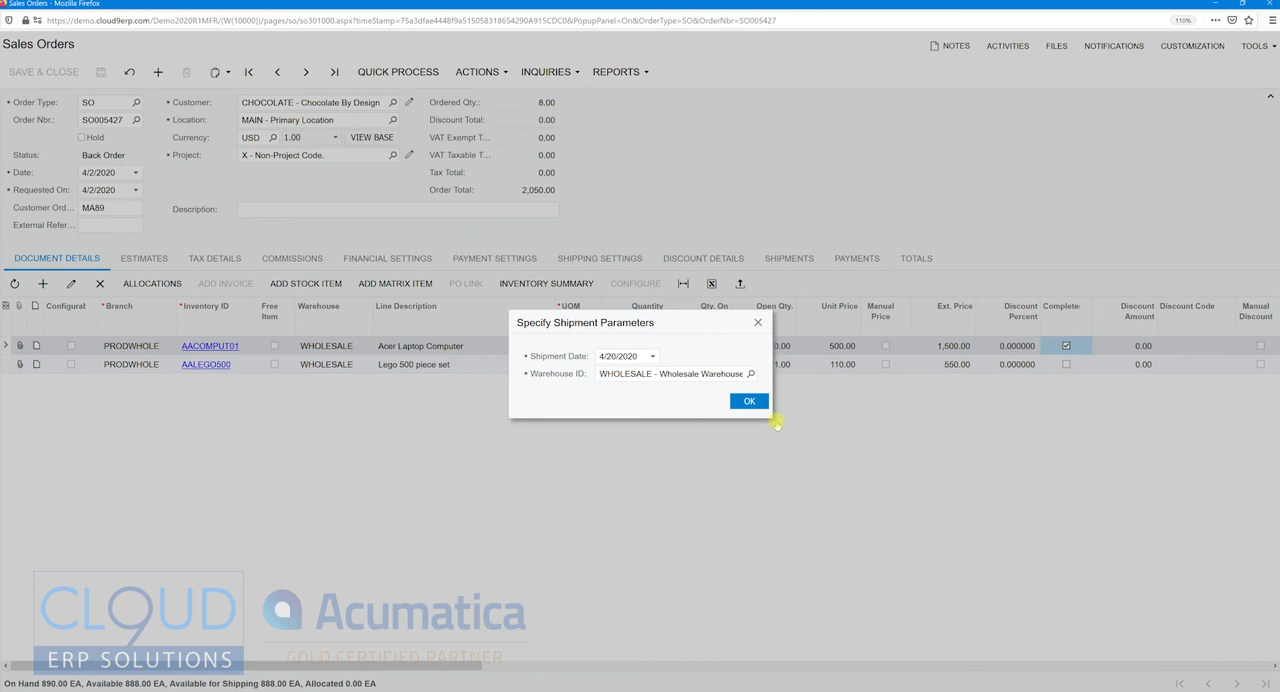 Sales Orders - Mozilla Firefox
https://demo.cloud9erp.com/Demo2020R1MFR/(W(10000))/pages/so/so301000.aspx?timeStamp=75a3dfae4448f9a515058318654290A915CDC0&PopupPanel=On&OrderType=SO&OrderNbr=SO005427 110%
Sales Orders NOTES ACTIVITIES FILES NOTIFICATIONS CUSTOMIZATION TOOLS
SAVE & CLOSE QUICK PROCESS ACTIONS INQUIRIES REPORTS
Order Type: SO Customer: CHOCOLATE - Chocolate By Design Ordered Qty.: 8.00
Order Nbr.: SO005427 Location: MAIN - Primary Location Discount Total: 0.00
Hold Currency: USD 1.00 VIEW BASE VAT Exempt T... 0.00
Status: Back Order Project: X - Non-Project Code. VAT Taxable T... 0.00
Date: 4/2/2020 Tax Total: 0.00
Requested On: 4/2/2020 Order Total: 2,050.00
Customer Ord... MA89 Description:
External Refer...
DOCUMENT DETAILS ESTIMATES TAX DETAILS COMMISSIONS FINANCIAL SETTINGS PAYMENT SETTINGS SHIPPING SETTINGS DISCOUNT DETAILS SHIPMENTS PAYMENTS TOTALS
ALLOCATIONS ADD INVOICE ADD STOCK ITEM ADD MATRIX ITEM PO LINK INVENTORY SUMMARY CONFIGURE
Configurat Branch Inventory ID Free Item Warehouse Line Description UOM Quantity Qty. On Open Qty. Unit Price Manual Price Ext. Price Discount Percent Complete Discount Amount Discount Code Manual Discount
PRODWHOLE AACOMPUT01 WHOLESALE Acer Laptop Computer 0.00 500.00 1,500.00 0.000000 0.00
PRODWHOLE AALEGO500 WHOLESALE Lego 500 piece set 1.00 110.00 550.00 0.000000 0.00
Specify Shipment Parameters
Shipment Date: 4/20/2020
Warehouse ID: WHOLESALE - Wholesale Warehouse
OK
CLOUD9
ERP SOLUTIONS
Acumatica
GOLD CERTIFIED PARTNER
On Hand 890.00 EA, Available 888.00 EA, Available for Shipping 888.00 EA, Allocated 0.00 EA